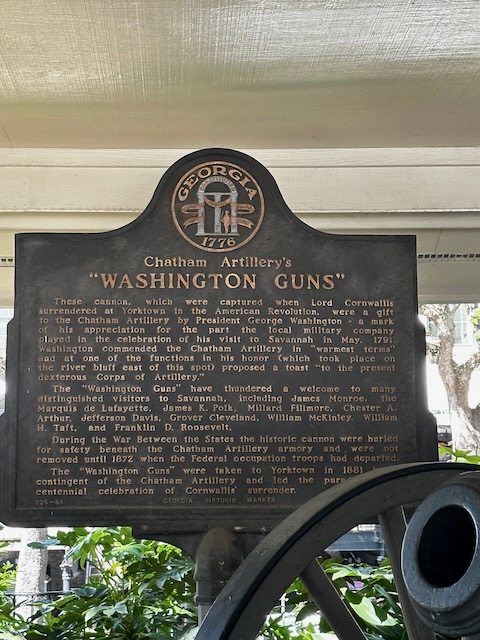 GEORGIA
1776
Chatham Artillery's
"WASHINGTON GUNS"
These cannon, which were captured when Lord Cornwallis
surrendered at Yorktown in the American Revolution, were a gift
to the Chatham Artillery by President George Washington - a mark
of his appreciation for the part the local military company
played in the celebration of his visit to Savannah in May, 1791.
Washington commended the Chatham Artillery in "warmest terms"
and at one of the functions in his honor (which took place on
the river bluff east of this spot) proposed a toast "to the present
dexterous Corps of Artillery."
The "Washington Guns" have thundered a welcome to many
distinguished visitors to Savannah, including James Monroe, the
Marquis de Lafayette, James K. Polk, Millard Fillmore, Chester A.
Arthur, Jefferson Davis, Grover Cleveland, William McKinley, William
H. Taft, and Franklin D. Roosevelt.
During the War Between the States the historic cannon were buried
for safety beneath the Chatham Artillery armory and were not
removed until 1872 when the Federal occupation troops had departed.
The "Washington Guns" were taken to Yorktown in 1881
contingent of the Chatham Artillery and led the
centennial celebration of Cornwallis' surrender.
GEORGIA HISTORIC MARKER